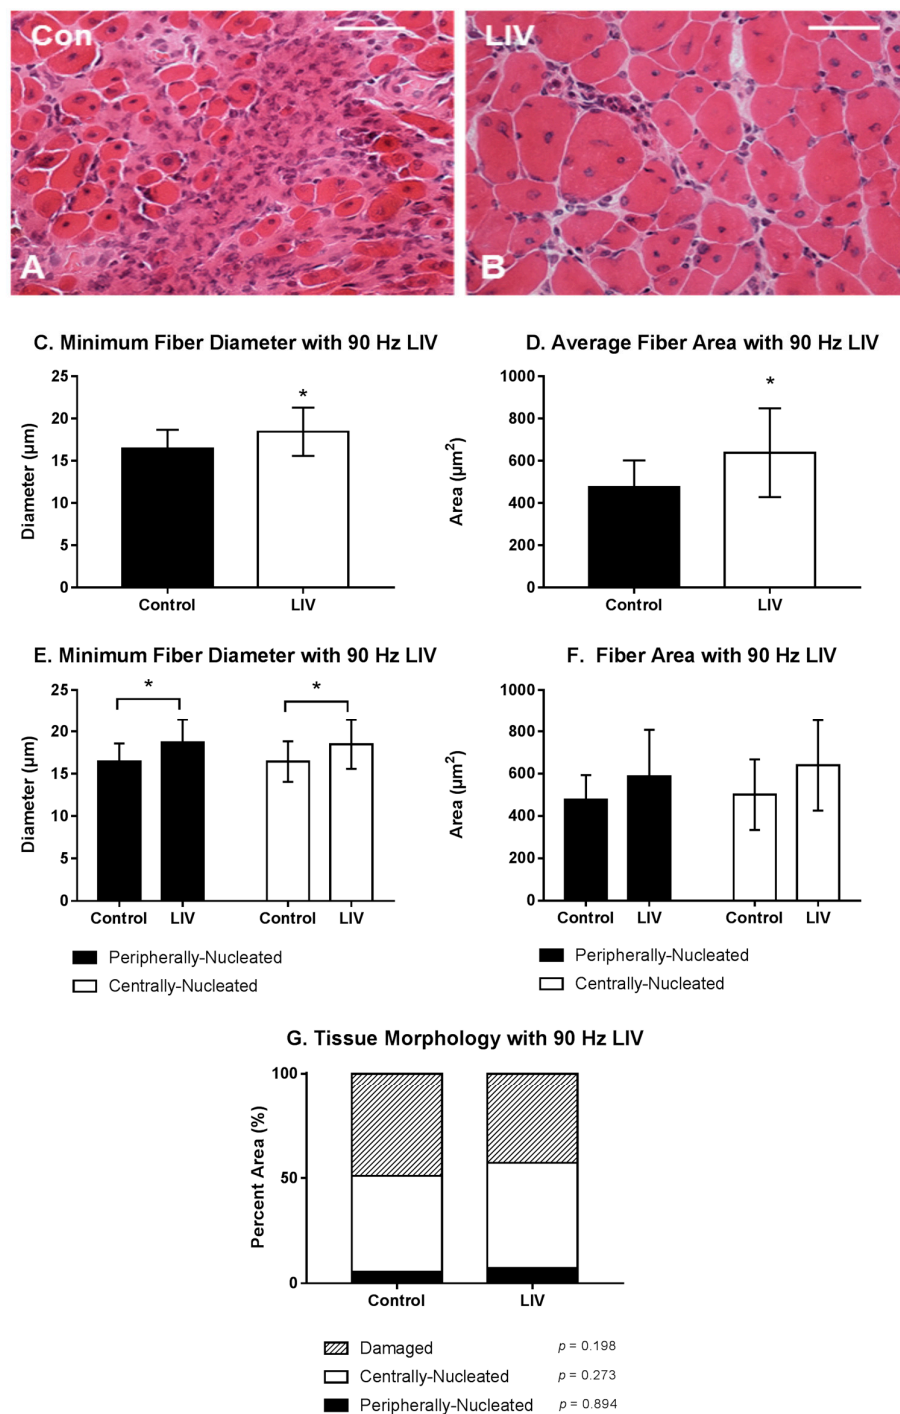 Con
LIV
A
B
C. Minimum Fiber Diameter with 90 Hz LIV
25
20
15
10
5
0
Diameter (µm)
*
Control
LIV
D. Average Fiber Area with 90 Hz LIV
1000
800
600
400
200
0
Area (µm²)
*
Control
LIV
E. Minimum Fiber Diameter with 90 Hz LIV
25
20
15
10
5
0
Diameter (µm)
*
*
Control
LIV
Control
LIV
Peripherally-Nucleated
Centrally-Nucleated
F. Fiber Area with 90 Hz LIV
1000
800
600
400
200
0
Area (µm²)
Control
LIV
Control
LIV
Peripherally-Nucleated
Centrally-Nucleated
G. Tissue Morphology with 90 Hz LIV
100
50
0
Percent Area (%)
Control
LIV
Damaged p = 0.198
Centrally-Nucleated p = 0.273
Peripherally-Nucleated p = 0.894